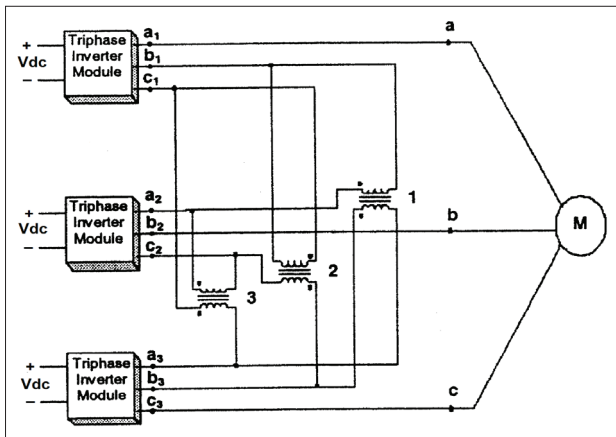 +
Vdc
−
Triphase
Inverter
Module
a1
b1
c1
a
1
+
Vdc
−
Triphase
Inverter
Module
a2
b2
c2
b
M
2
3
+
Vdc
−
Triphase
Inverter
Module
a3
b3
c3
c